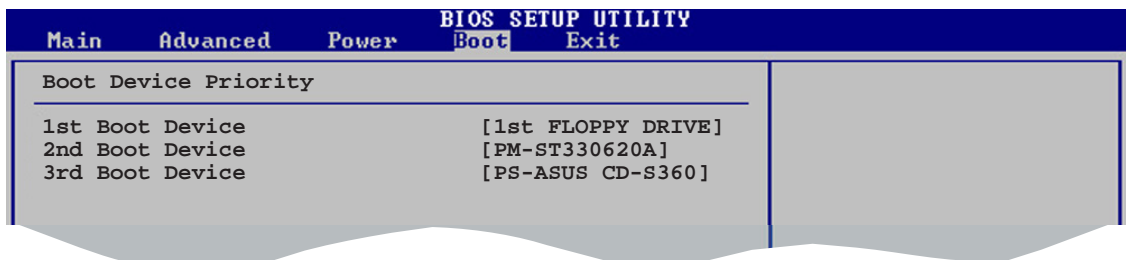 BIOS SETUP UTILITY
Main Advanced Power Boot Exit
Boot Device Priority
1st Boot Device [1st FLOPPY DRIVE]
2nd Boot Device [PM-ST330620A]
3rd Boot Device [PS-ASUS CD-S360]